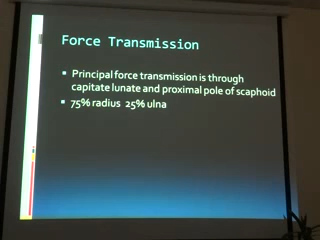 Force Transmission
Principal force transmission is through
capitate lunate and proximal pole of scaphoid
75% radius 25% ulna